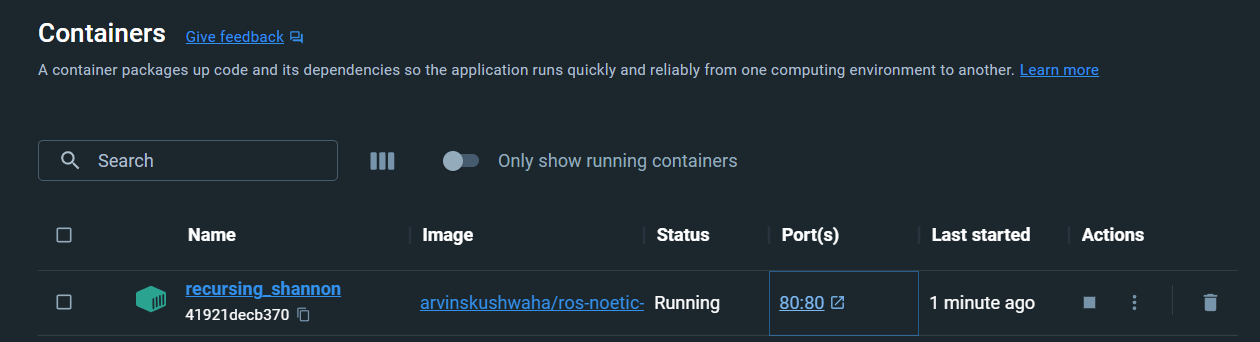 Containers Give feedback
A container packages up code and its dependencies so the application runs quickly and reliably from one computing environment to another. Learn more
Search Only show running containers
Name Image Status Port(s) Last started Actions
recursing_shannon
41921decb370
arvinskushwaha/ros-noetic- Running 80:80 1 minute ago